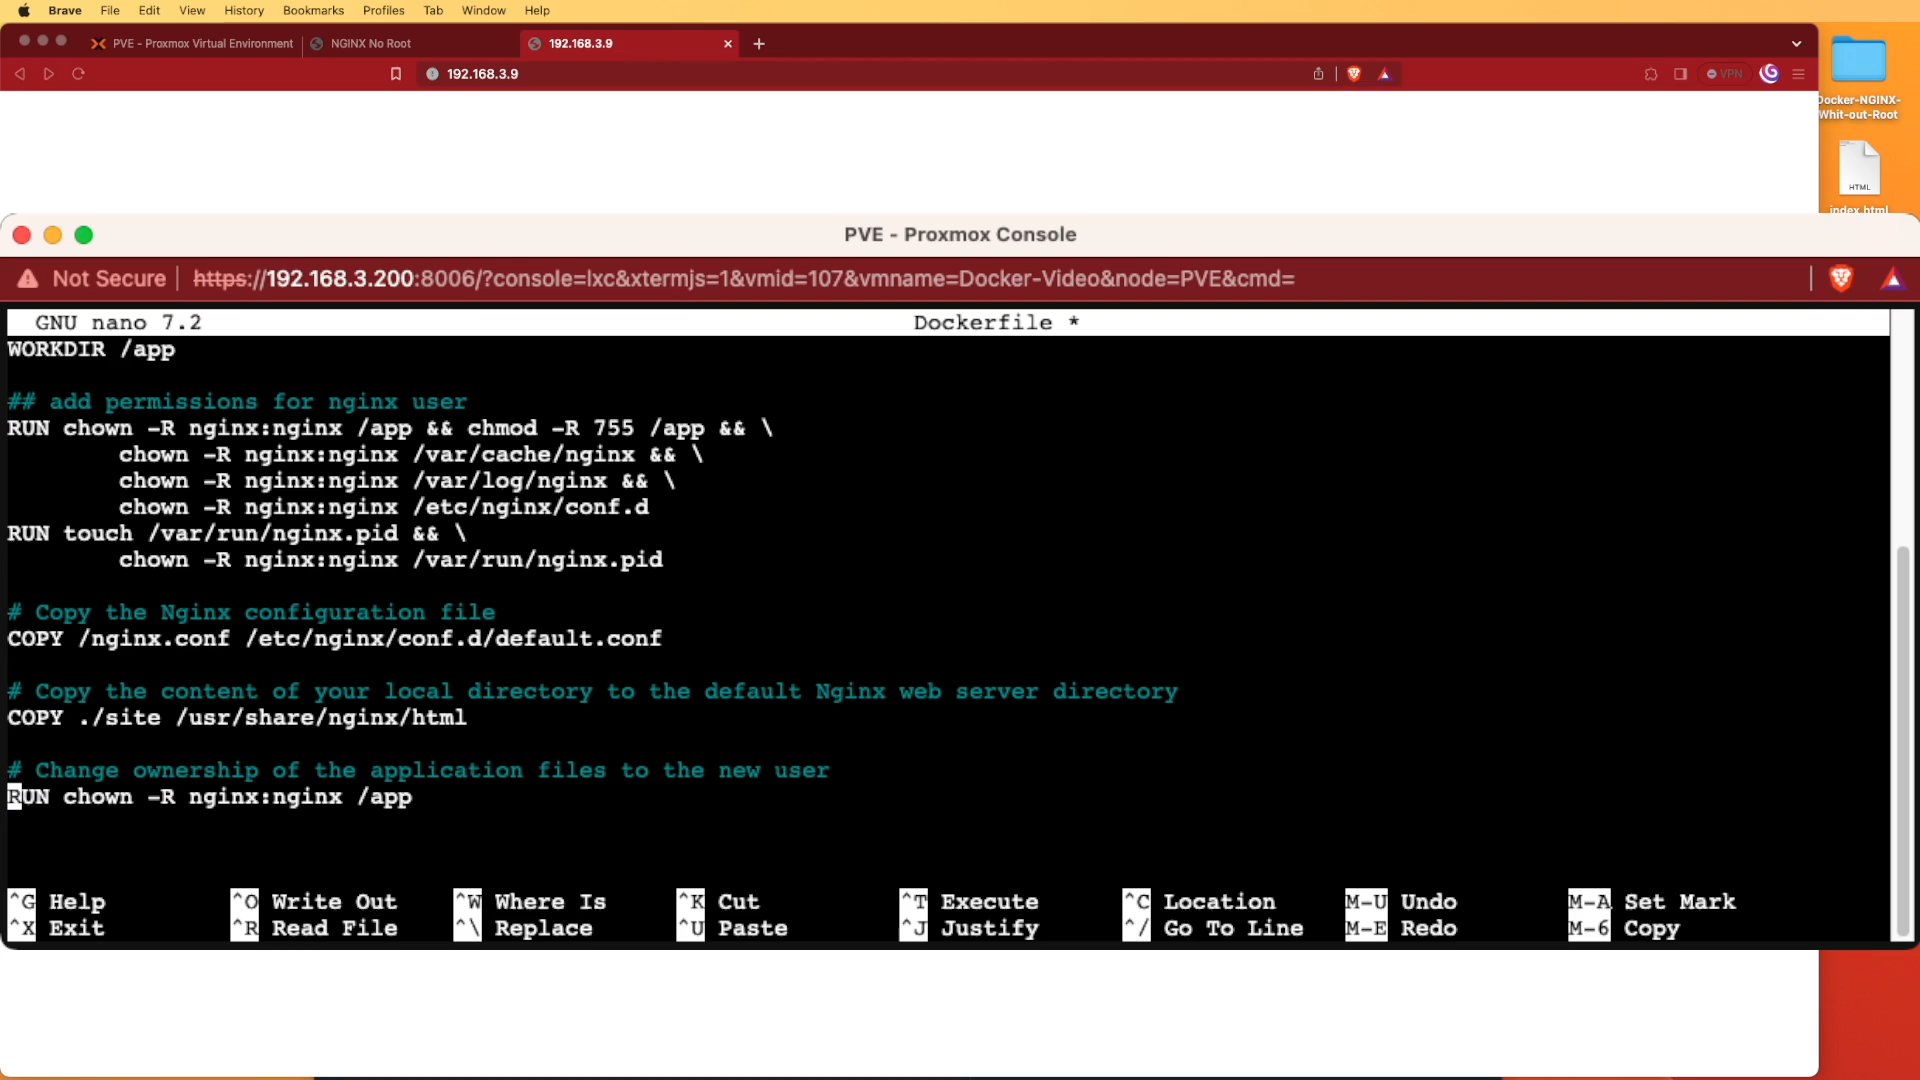 Brave File Edit View History Bookmarks Profiles Tab Window Help
PVE - Proxmox Virtual Environment NGINX No Root 192.168.3.9
192.168.3.9 VPN
Docker-NGINX-
Whit-out-Root
HTML
index.html
PVE - Proxmox Console
Not Secure https://192.168.3.200:8006/?console=lxc&xtermjs=1&vmid=107&vmname=Docker-Video&node=PVE&cmd=
GNU nano 7.2 Dockerfile *
WORKDIR /app
## add permissions for nginx user
RUN chown -R nginx:nginx /app && chmod -R 755 /app && \
chown -R nginx:nginx /var/cache/nginx && \
chown -R nginx:nginx /var/log/nginx && \
chown -R nginx:nginx /etc/nginx/conf.d
RUN touch /var/run/nginx.pid && \
chown -R nginx:nginx /var/run/nginx.pid
# Copy the Nginx configuration file
COPY /nginx.conf /etc/nginx/conf.d/default.conf
# Copy the content of your local directory to the default Nginx web server directory
COPY ./site /usr/share/nginx/html
# Change ownership of the application files to the new user
RUN chown -R nginx:nginx /app
^G Help ^O Write Out ^W Where Is ^K Cut ^T Execute ^C Location M-U Undo M-A Set Mark
^X Exit ^R Read File ^\ Replace ^U Paste ^J Justify ^/ Go To Line M-E Redo M-6 Copy